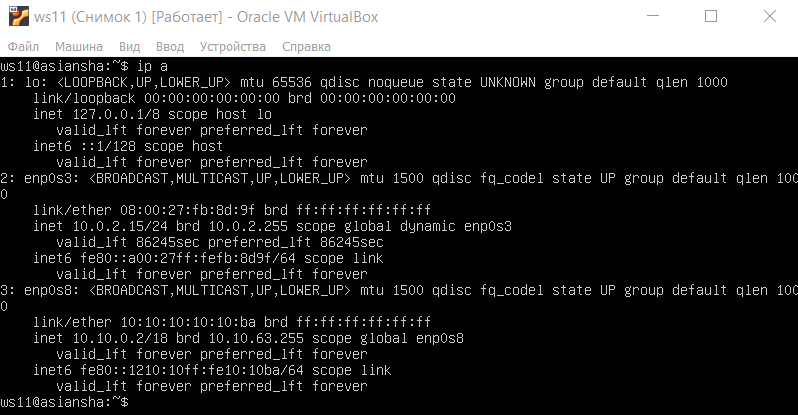 ws11 (Снимок 1) [Работает] - Oracle VM VirtualBox
Файл Машина Вид Ввод Устройства Справка
ws11@asiansha:~$ ip a
1: lo: <LOOPBACK,UP,LOWER_UP> mtu 65536 qdisc noqueue state UNKNOWN group default qlen 1000
    link/loopback 00:00:00:00:00:00 brd 00:00:00:00:00:00
    inet 127.0.0.1/8 scope host lo
       valid_lft forever preferred_lft forever
    inet6 ::1/128 scope host
       valid_lft forever preferred_lft forever
2: enp0s3: <BROADCAST,MULTICAST,UP,LOWER_UP> mtu 1500 qdisc fq_codel state UP group default qlen 100
0
    link/ether 08:00:27:fb:8d:9f brd ff:ff:ff:ff:ff:ff
    inet 10.0.2.15/24 brd 10.0.2.255 scope global dynamic enp0s3
       valid_lft 86245sec preferred_lft 86245sec
    inet6 fe80::a00:27ff:fefb:8d9f/64 scope link
       valid_lft forever preferred_lft forever
3: enp0s8: <BROADCAST,MULTICAST,UP,LOWER_UP> mtu 1500 qdisc fq_codel state UP group default qlen 100
0
    link/ether 10:10:10:10:10:ba brd ff:ff:ff:ff:ff:ff
    inet 10.10.0.2/18 brd 10.10.63.255 scope global enp0s8
       valid_lft forever preferred_lft forever
    inet6 fe80::1210:10ff:fe10:10ba/64 scope link
       valid_lft forever preferred_lft forever
ws11@asiansha:~$